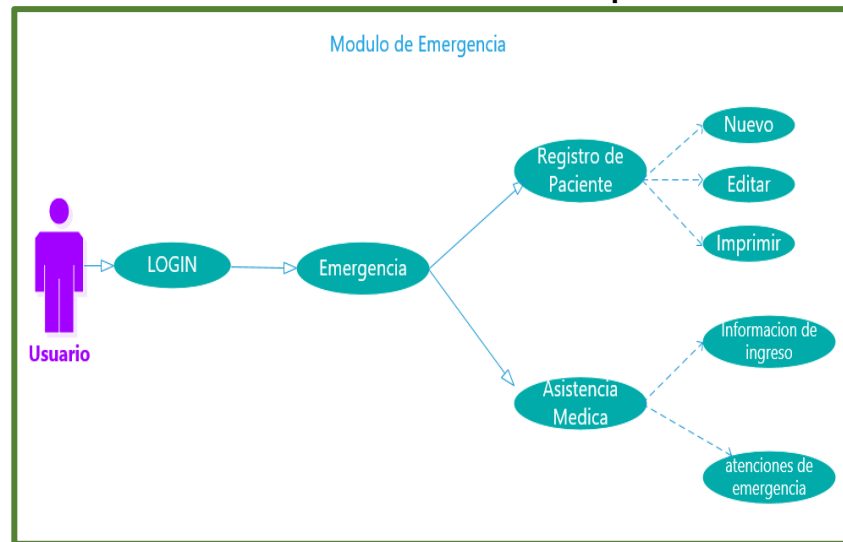 Modulo de Emergencia
Nuevo
Registro de
Paciente
Editar
Imprimir
LOGIN
Emergencia
Usuario
Informacion de
ingreso
Asistencia
Medica
atenciones de
emergencia